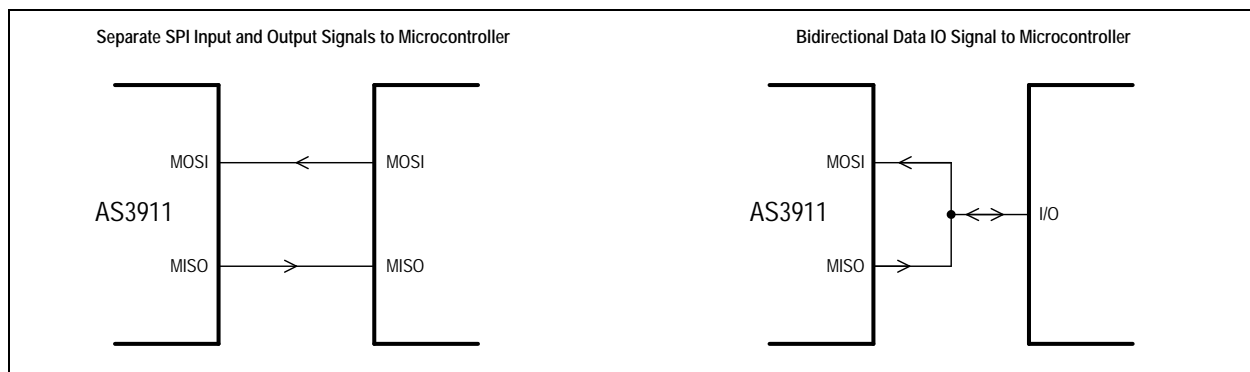 Separate SPI Input and Output Signals to Microcontroller
MOSI
MOSI
AS3911
MISO
MISO
Bidirectional Data IO Signal to Microcontroller
MOSI
AS3911
I/O
MISO